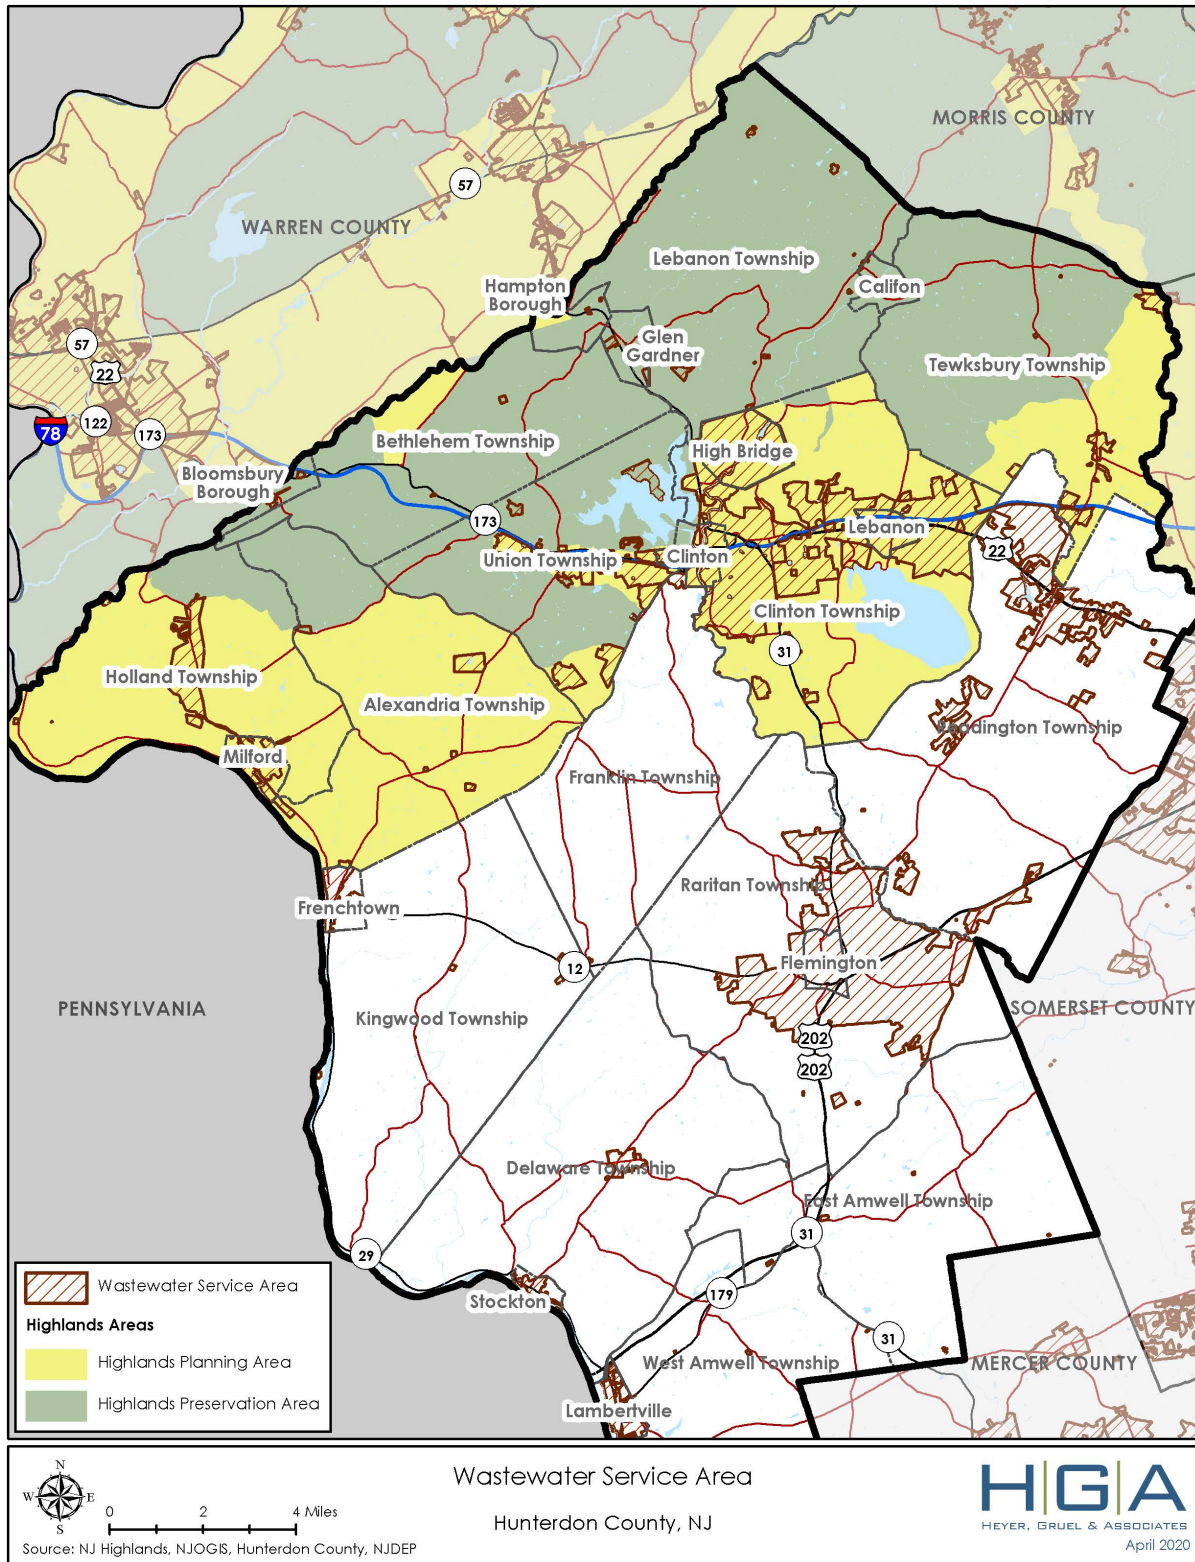 MORRIS COUNTY
57
WARREN COUNTY
Lebanon Township
Hampton
Borough
Califon
Glen
Gardner
57
22
Tewksbury Township
122
173
78
Bethlehem Township
High Bridge
Bloomsbury
Borough
173
Lebanon
22
Union Township
Clinton
Clinton Township
31
Holland Township
Alexandria Township
Readington Township
Milford
Franklin Township
Raritan Township
Frenchtown
12
Flemington
PENNSYLVANIA
SOMERSET COUNTY
Kingwood Township
202
202
Delaware Township
East Amwell Township
31
29
179
Stockton
31
West Amwell Township
MERCER COUNTY
Lambertville
Wastewater Service Area
Highlands Areas
Highlands Planning Area
Highlands Preservation Area
N
W E
S
0 2 4 Miles
Source: NJ Highlands, NJOGIS, Hunterdon County, NJDEP
Wastewater Service Area
Hunterdon County, NJ
H|G|A
HEYER, GRUEL & ASSOCIATES
April 2020